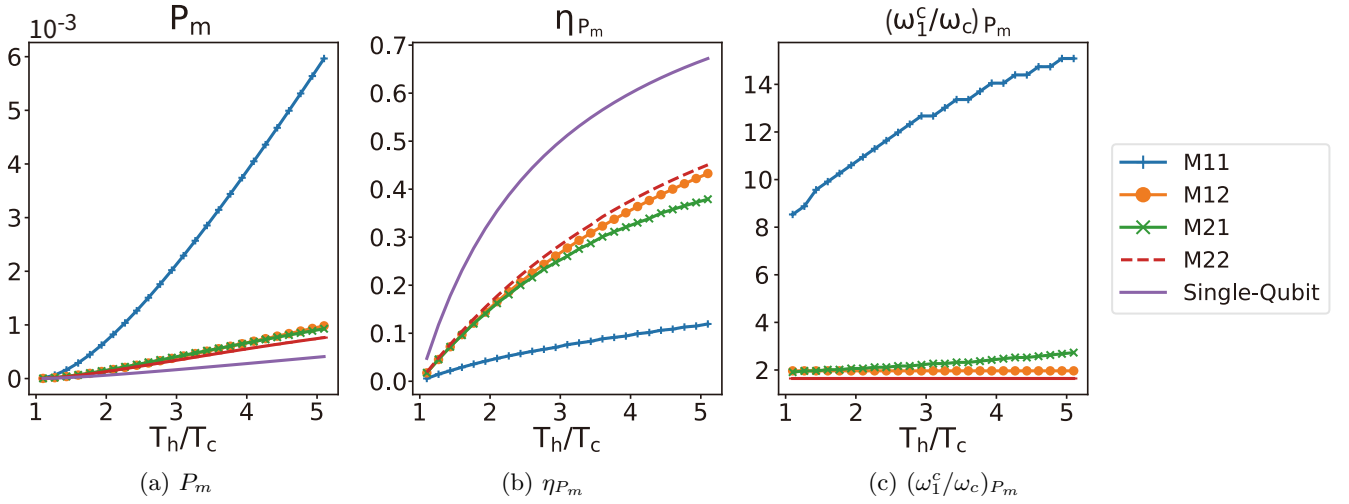 P_m
η_{P_m}
(ω_1^c/ω_c)_{P_m}
10^{-3}
6
5
4
3
2
1
0
1 2 3 4 5
T_h/T_c
(a) P_m
0.7
0.6
0.5
0.4
0.3
0.2
0.1
0.0
1 2 3 4 5
T_h/T_c
(b) η_{P_m}
14
12
10
8
6
4
2
1 2 3 4 5
T_h/T_c
(c) (ω_1^c/ω_c)_{P_m}
M11
M12
M21
M22
Single-Qubit